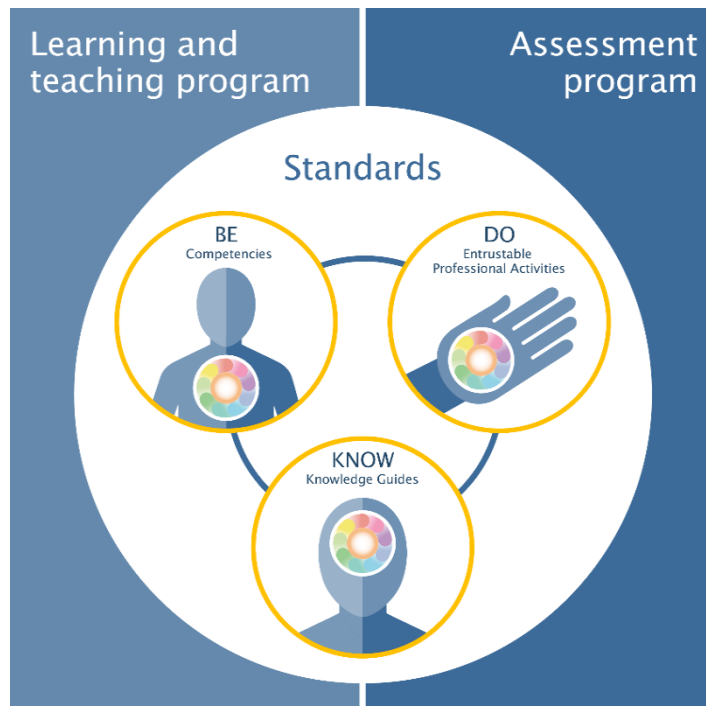 Learning and
teaching program
Assessment
program
Standards
BE
Competencies
DO
Entrustable
Professional Activities
KNOW
Knowledge Guides